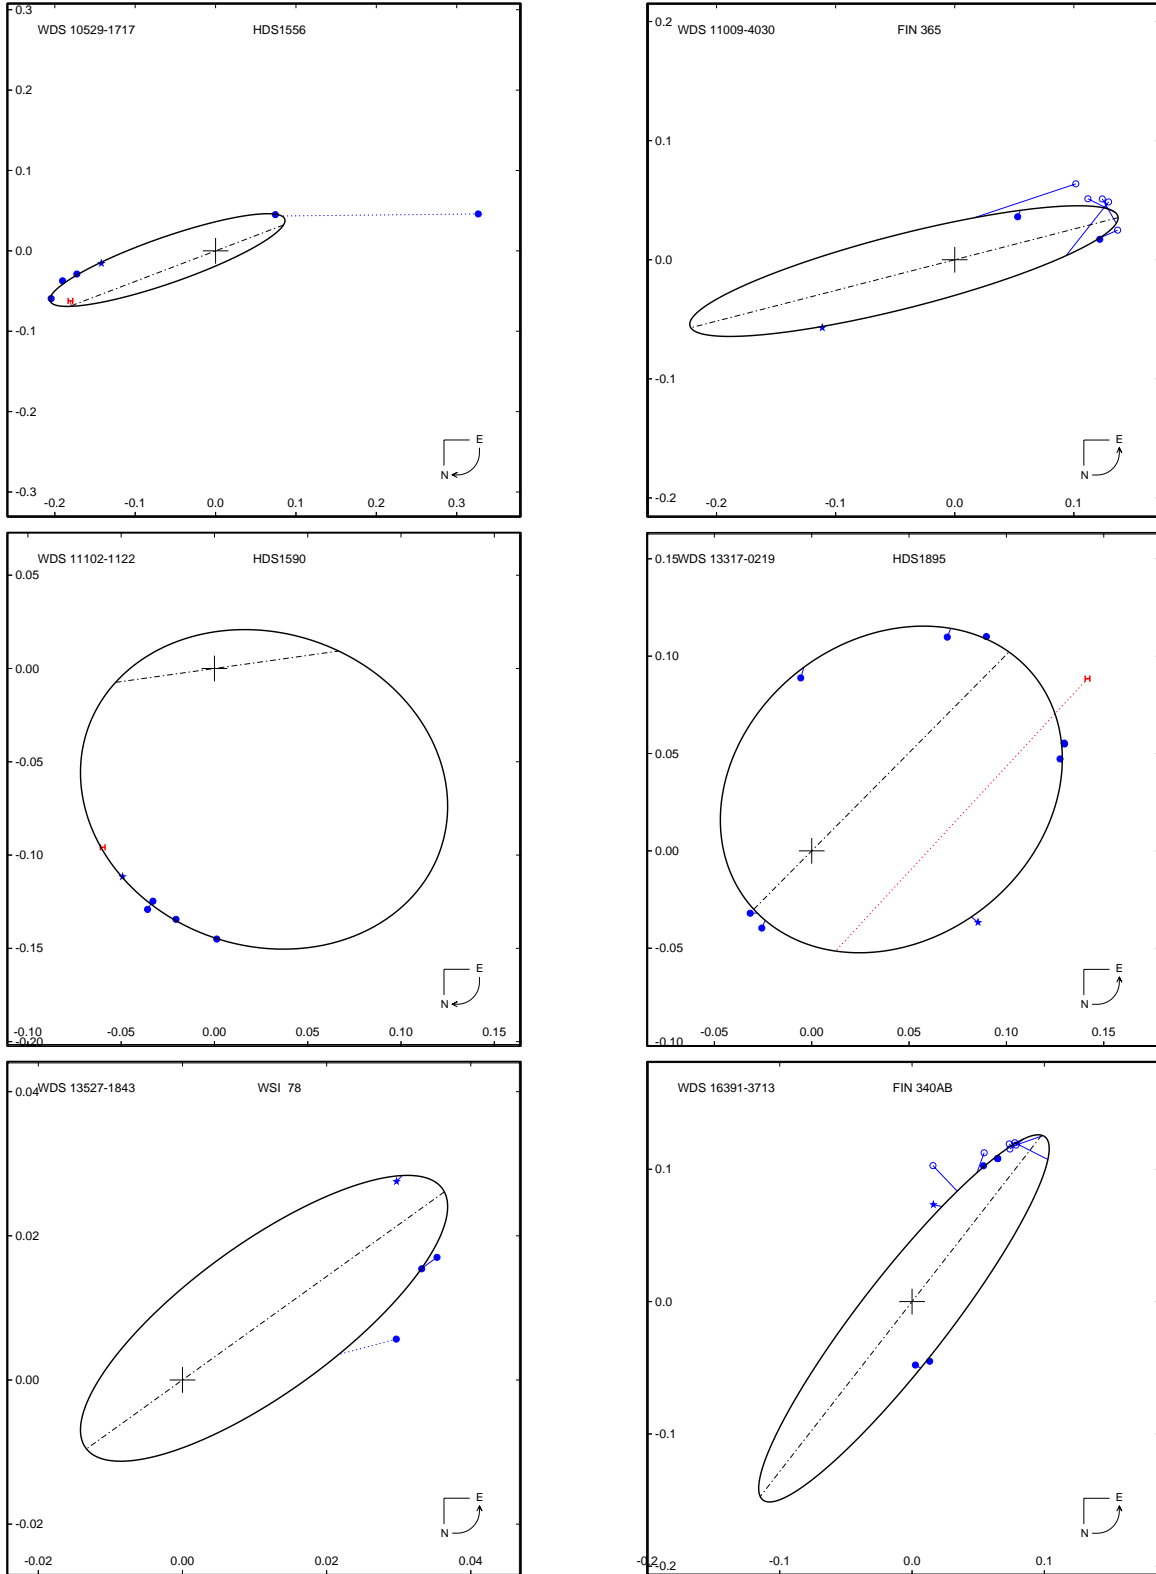 WDS 10529-1717 HDS1556
0.3
0.2
0.1
0.0
-0.1
-0.2
-0.3
-0.2 -0.1 0.0 0.1 0.2 0.3
H
E
N
WDS 11009-4030 FIN 365
0.2
0.1
0.0
-0.1
-0.2
-0.2 -0.1 0.0 0.1
E
N
WDS 11102-1122 HDS1590
0.05
0.00
-0.05
-0.10
-0.15
-0.20
-0.10 -0.05 0.00 0.05 0.10 0.15
H
E
N
WDS 13317-0219 HDS1895
0.15
0.10
0.05
0.00
-0.05
-0.10
-0.05 0.00 0.05 0.10 0.15
H
E
N
WDS 13527-1843 WSI 78
0.04
0.02
0.00
-0.02
-0.02 0.00 0.02 0.04
E
N
WDS 16391-3713 FIN 340AB
0.1
0.0
-0.1
-0.2
-0.2 -0.1 0.0 0.1
E
N